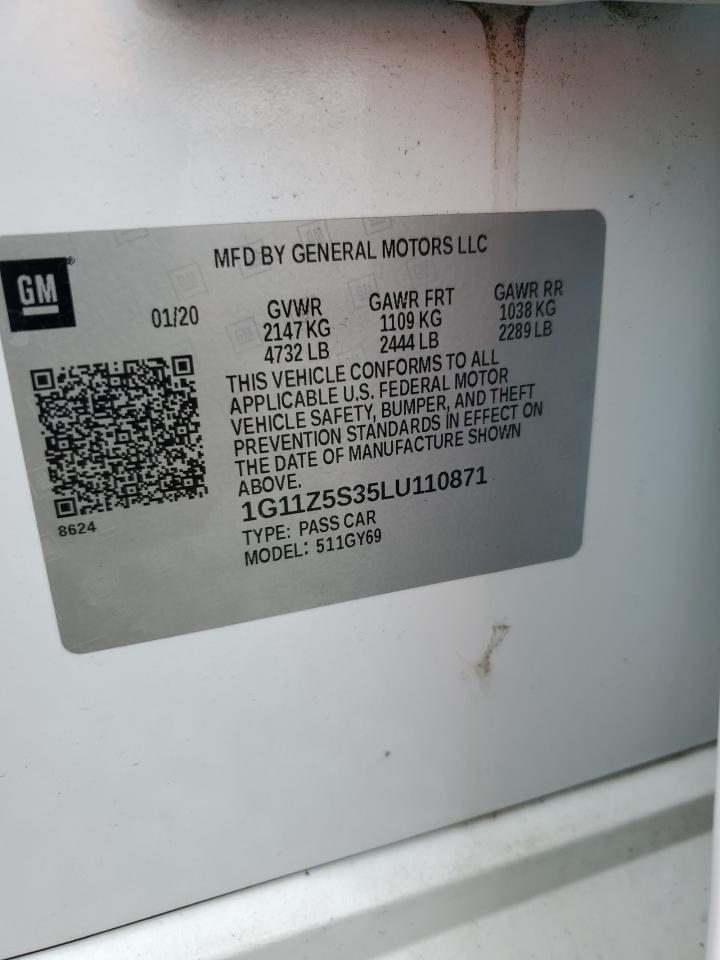 MFD BY GENERAL MOTORS LLC
GM®
01/20
GVWR
2147 KG
4732 LB
GAWR FRT
1109 KG
2444 LB
GAWR RR
1038 KG
2289 LB
THIS VEHICLE CONFORMS TO ALL
APPLICABLE U.S. FEDERAL MOTOR
VEHICLE SAFETY, BUMPER, AND THEFT
PREVENTION STANDARDS IN EFFECT ON
THE DATE OF MANUFACTURE SHOWN
ABOVE.
8624
1G11Z5S35LU110871
TYPE: PASS CAR
MODEL: 511GY69